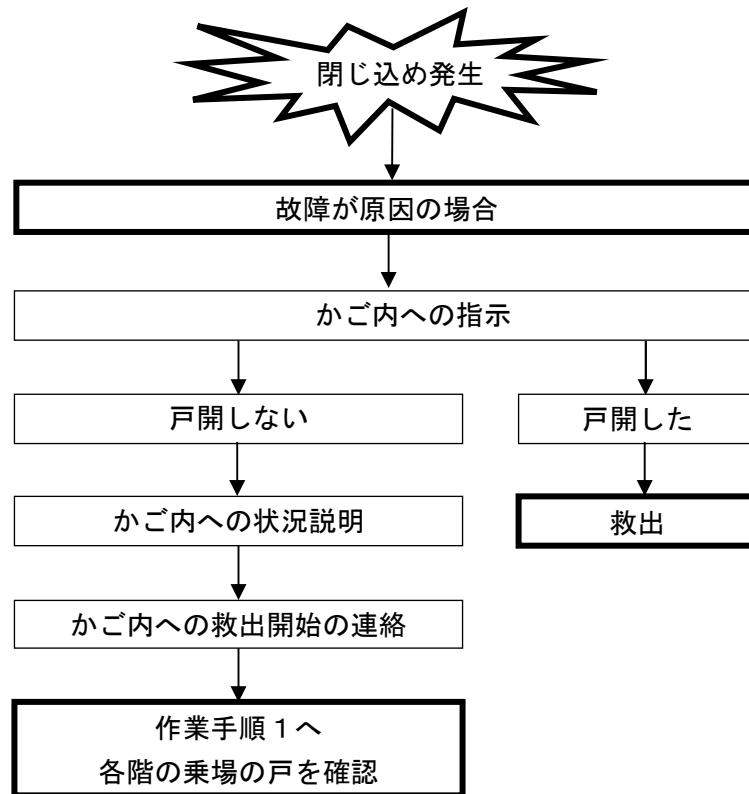 閉じ込め発生
故障が原因の場合
かご内への指示
戸開しない
戸開した
かご内への状況説明
救出
かご内への救出開始の連絡
作業手順１へ
各階の乗場の戸を確認